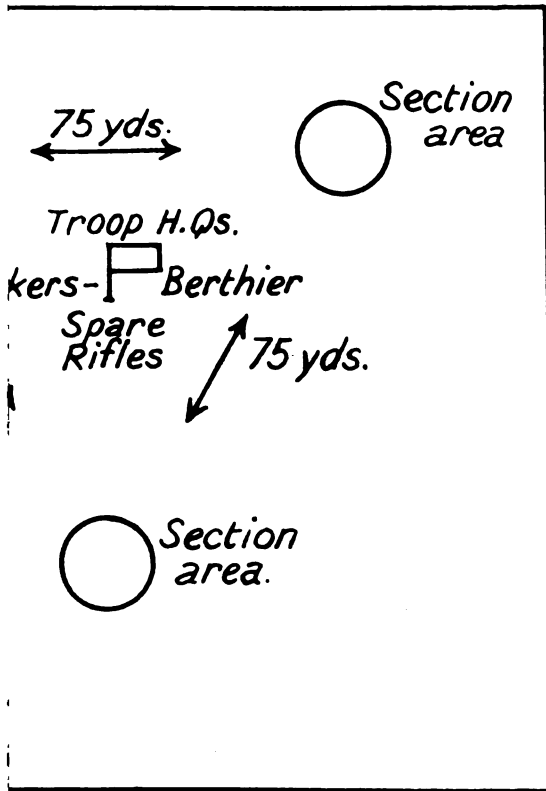 75 yds.
Section
area
Troop H.Qs.
kers- Berthier
Spare
Rifles
75 yds.
Section
area.